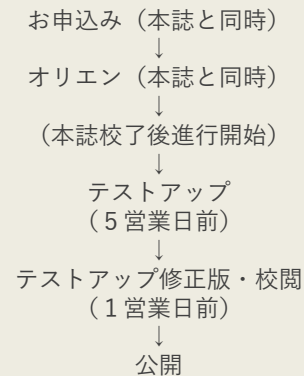 お申込み（本誌と同時）
↓
オリエン（本誌と同時）
↓
（本誌校了後進行開始）
↓
テストアップ
（5営業日前）
↓
テストアップ修正版・校閲
（1営業日前）
↓
公開